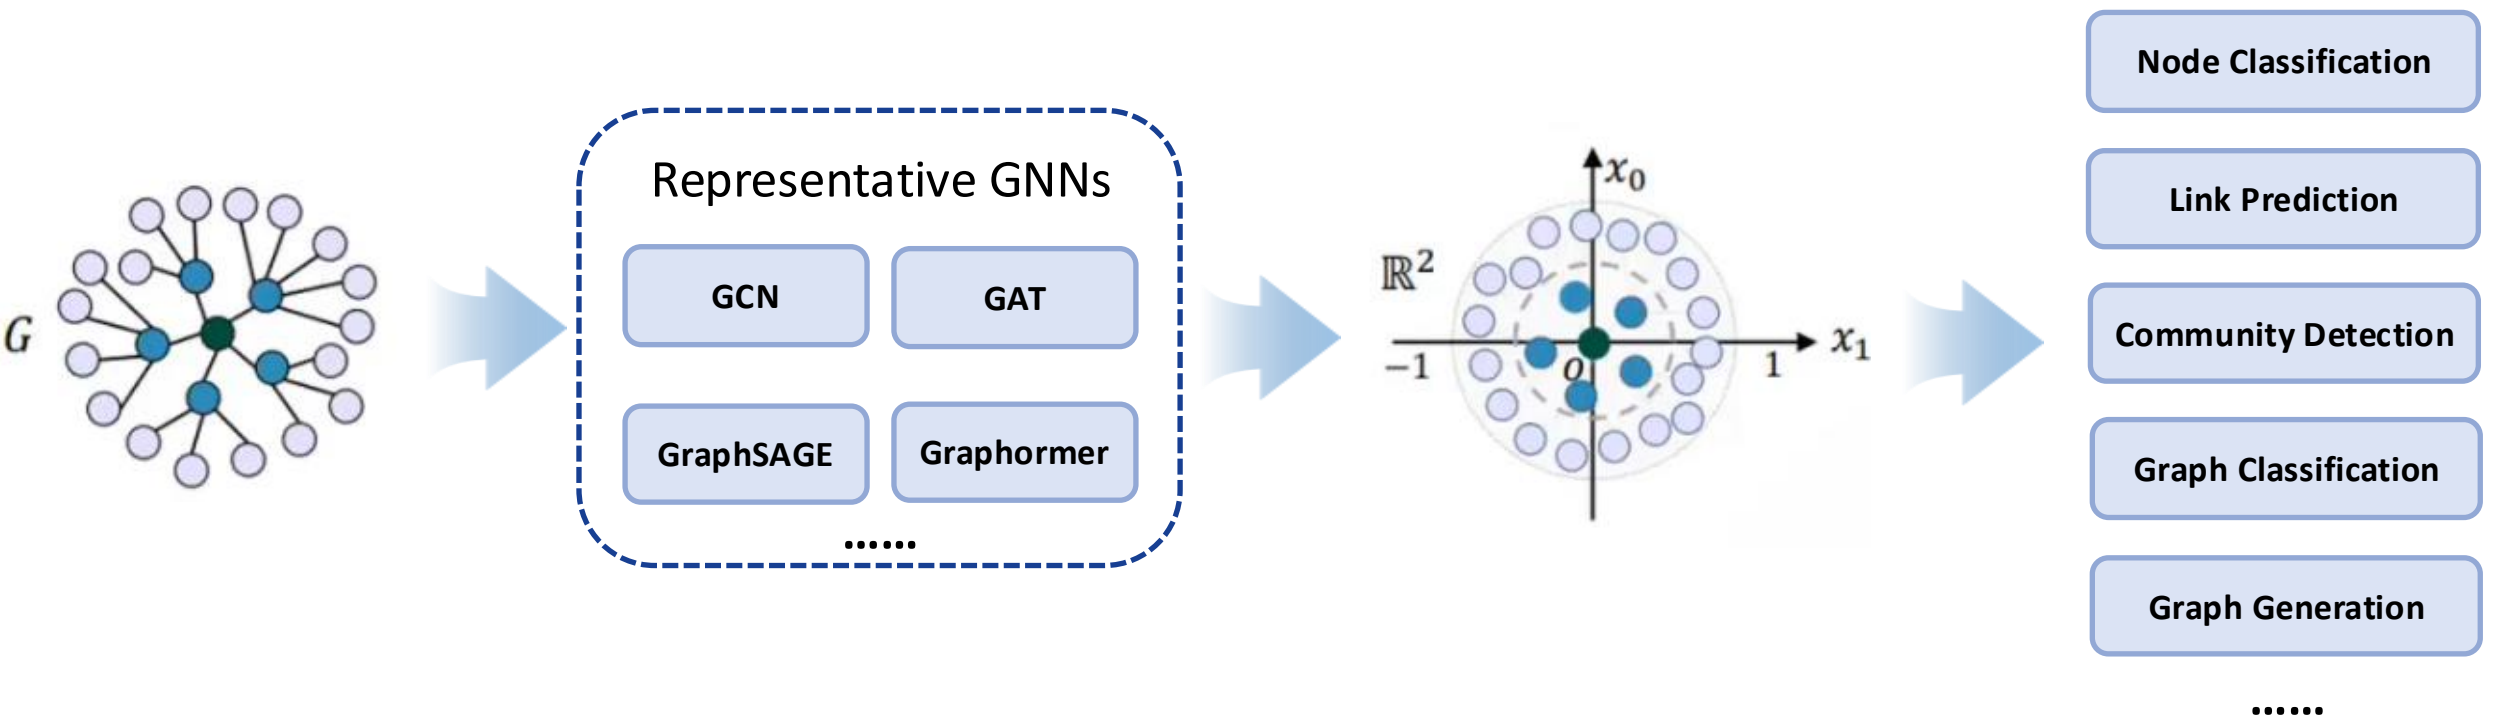 G
Representative GNNs
GCN
GAT
GraphSAGE
Graphormer
......
x₀
ℝ²
x₁
−1
O
1
Node Classification
Link Prediction
Community Detection
Graph Classification
Graph Generation
......